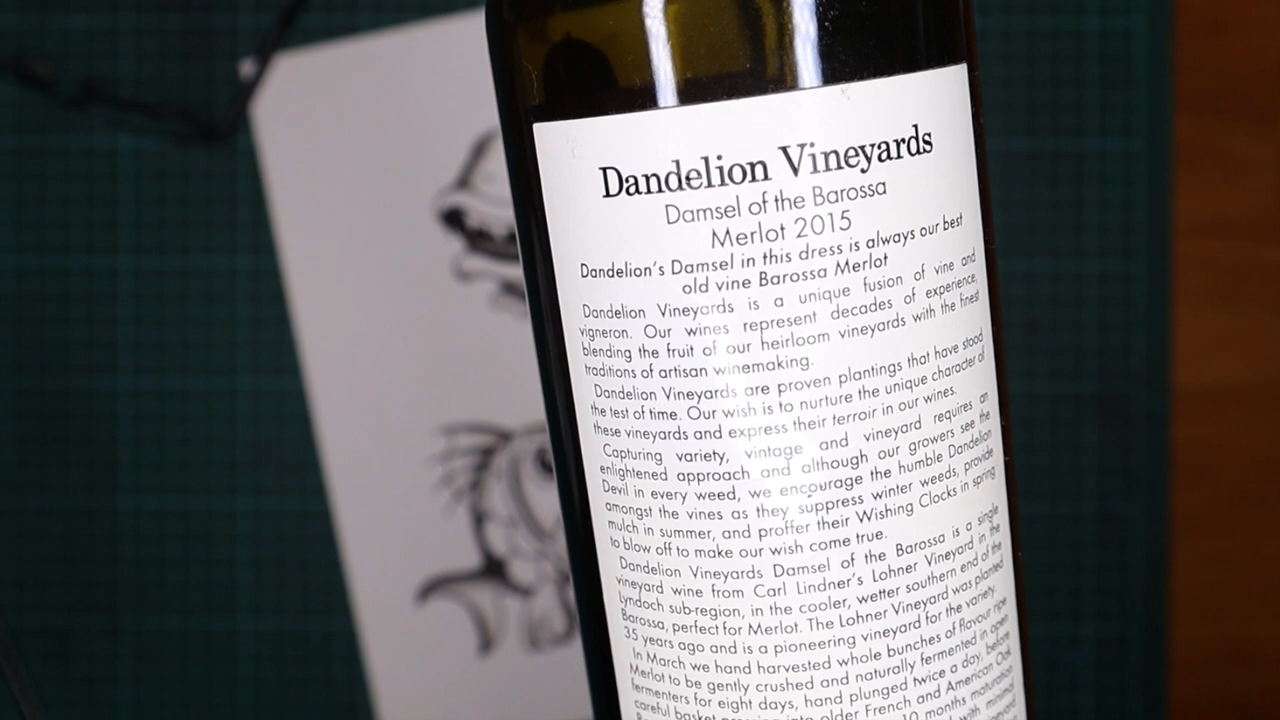 Dandelion Vineyards
Damsel of the Barossa
Merlot 2015
Dandelion's Damsel in this dress is always our best
old vine Barossa Merlot
Dandelion Vineyards is a unique fusion of vine and
vigneron. Our wines represent decades of experience,
blending the fruit of our heirloom vineyards with the finest
traditions of artisan winemaking.
Dandelion Vineyards are proven plantings that have stood
the test of time. Our wish is to nurture the unique character of
these vineyards and express their terroir in our wines.
Capturing variety, vintage and vineyard requires an
enlightened approach and although our growers see the
Devil in every weed, we encourage the humble Dandelion
amongst the vines as they suppress winter weeds, provide
mulch in summer, and proffer their Wishing Clocks in spring
to blow off to make our wish come true.
Dandelion Vineyards Damsel of the Barossa is a single
vineyard wine from Carl Lindner's Lohner Vineyard in the
Lyndoch sub-region, in the cooler, wetter southern end of the
Barossa, perfect for Merlot. The Lohner Vineyard was planted
35 years ago and is a pioneering vineyard for the variety.
In March we hand harvested whole bunches of flavour ripe
Merlot to be gently crushed and naturally fermented in open
fermenters for eight days, hand plunged twice a day, before
careful basket pressing into older French and American Oak
10 months maturation
with minimal